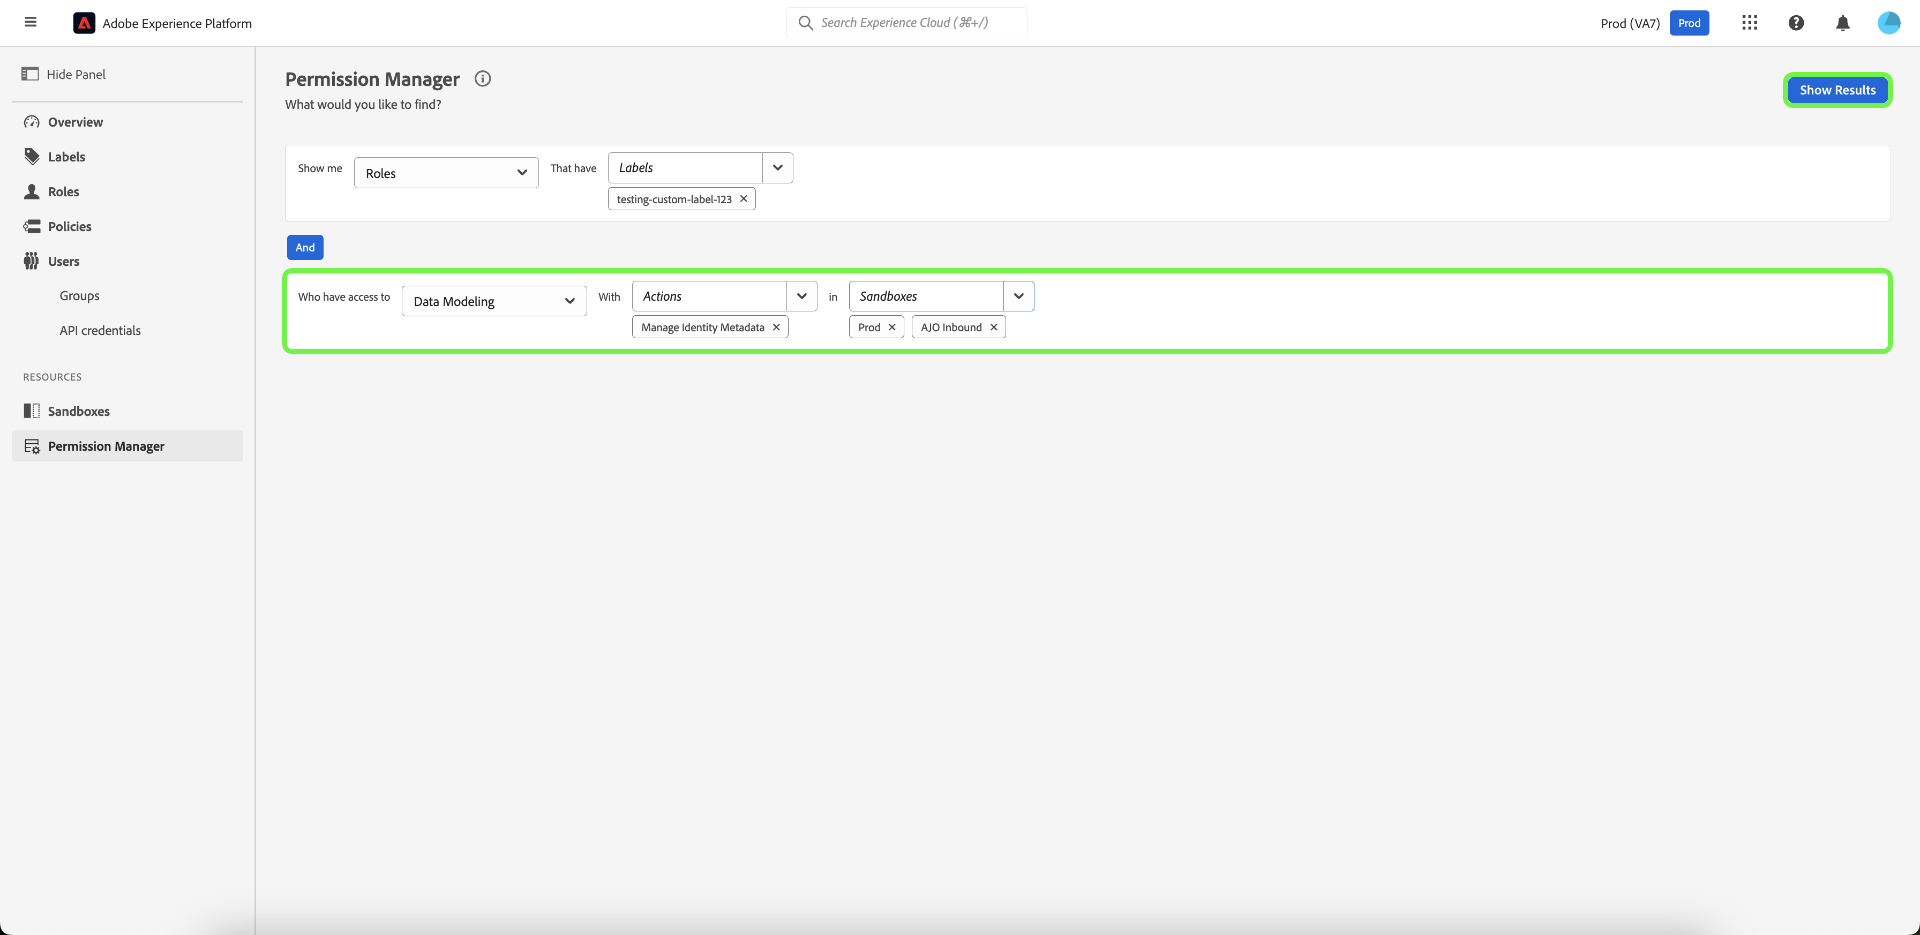 Adobe Experience Platform
Search Experience Cloud (⌘+/)
Prod (VA7)
Prod
Hide Panel
Overview
Labels
Roles
Policies
Users
Groups
API credentials
RESOURCES
Sandboxes
Permission Manager
Permission Manager
What would you like to find?
Show Results
Show me Roles That have Labels
testing-custom-label-123
And
Who have access to Data Modeling With Actions in Sandboxes
Manage Identity Metadata Prod AJO Inbound